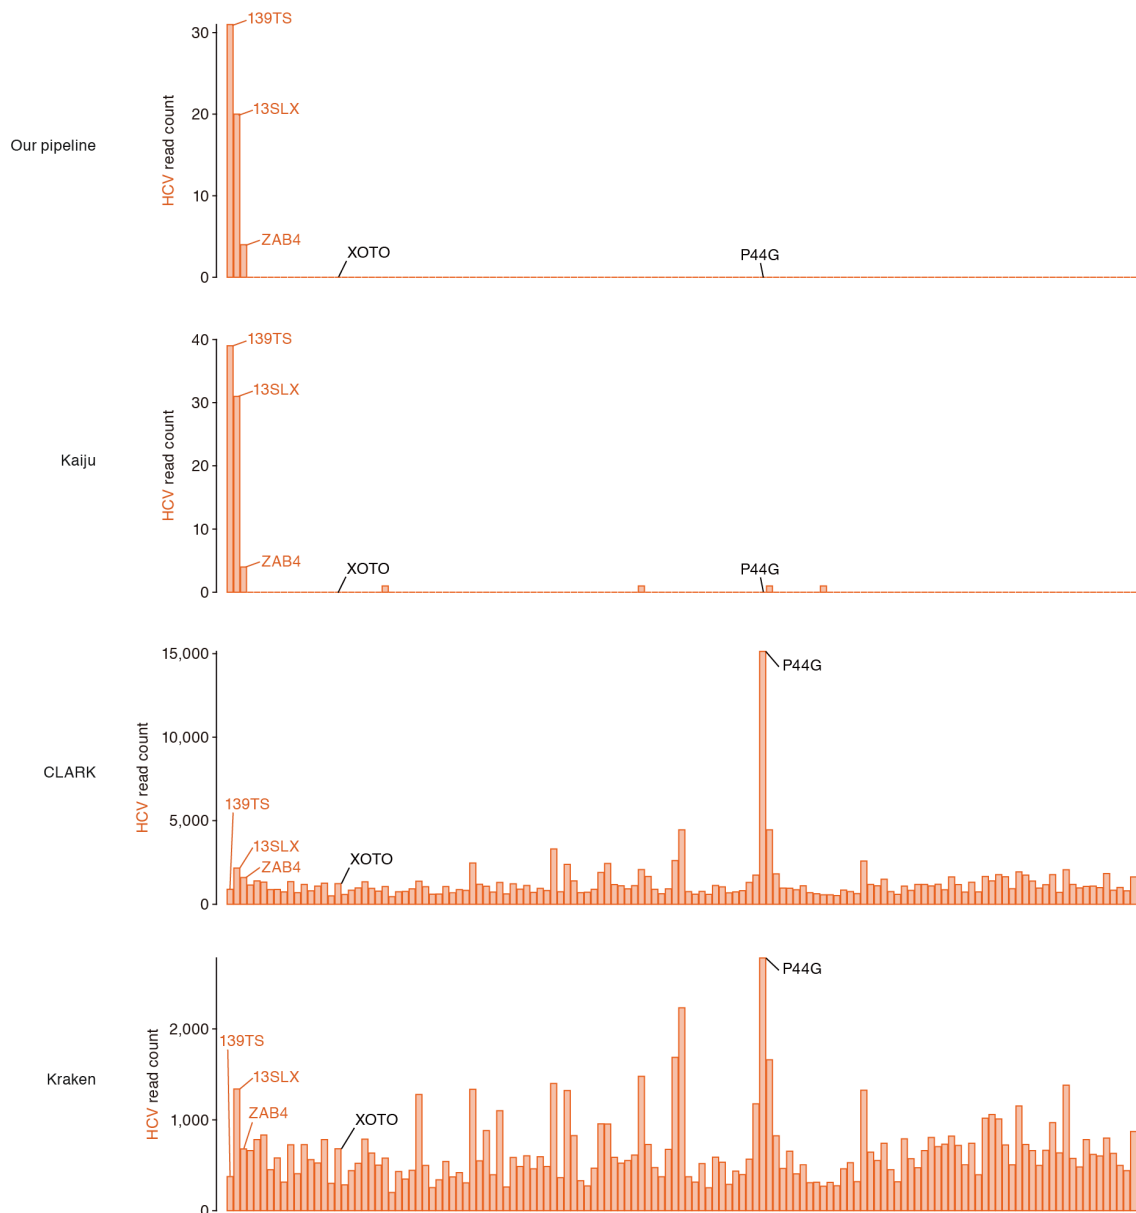 Our pipeline
HCV read count
30
20
10
0
139TS
13SLX
ZAB4
XOTO
P44G
Kaiju
HCV read count
40
30
20
10
0
139TS
13SLX
ZAB4
XOTO
P44G
CLARK
HCV read count
15,000
10,000
5,000
0
139TS
13SLX
ZAB4
XOTO
P44G
Kraken
HCV read count
2,000
1,000
0
139TS
13SLX
ZAB4
XOTO
P44G